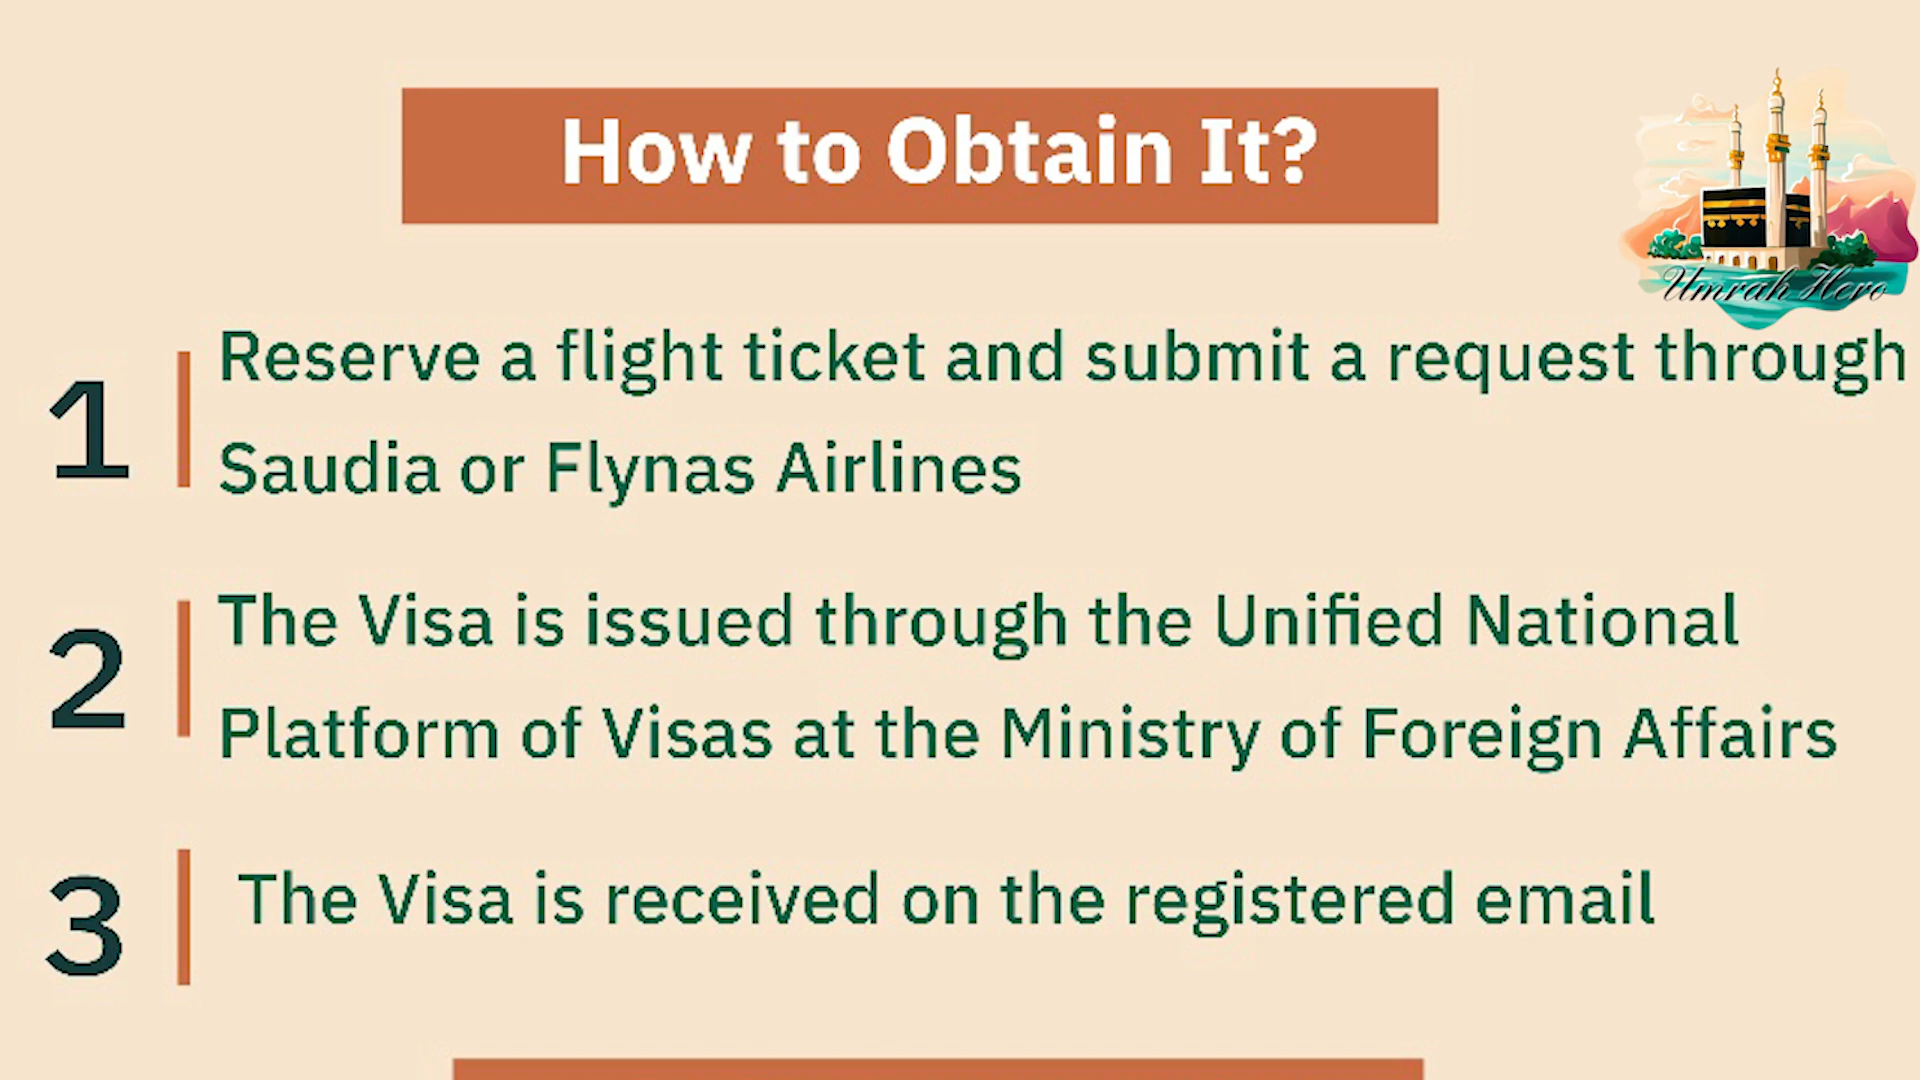 How to Obtain It?
Umrah Hero
1
Reserve a flight ticket and submit a request through
Saudia or Flynas Airlines
2
The Visa is issued through the Unified National
Platform of Visas at the Ministry of Foreign Affairs
3
The Visa is received on the registered email